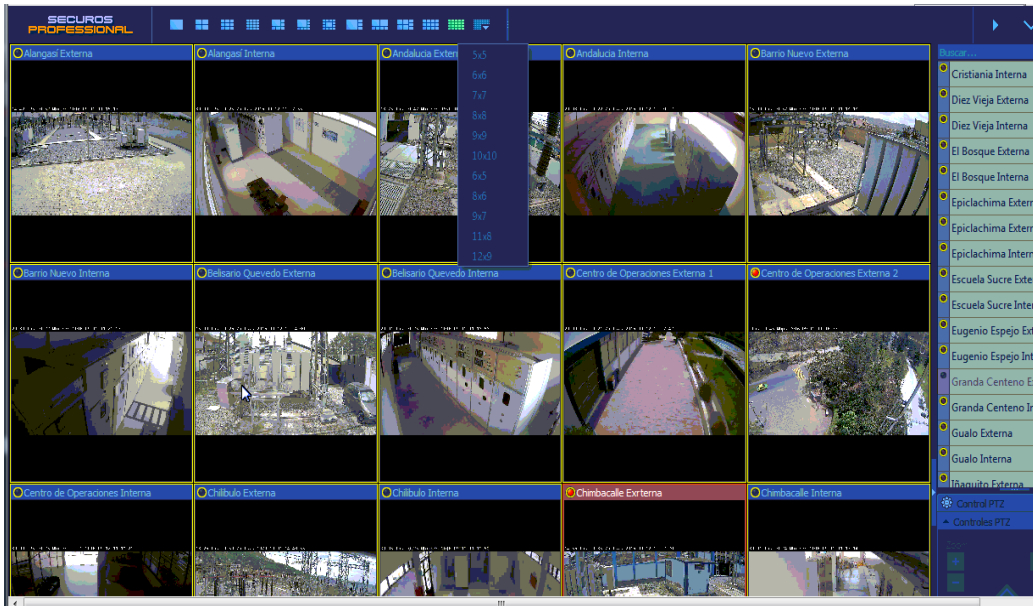 SECUROS
PROFESSIONAL
Alangasí Externa
Alangasí Interna
Andalucia Extern
Andalucia Interna
Barrio Nuevo Externa
5x5
6x6
7x7
8x8
9x9
10x10
6x5
8x6
9x7
11x8
12x9
Barrio Nuevo Interna
Belisario Quevedo Externa
Belisario Quevedo Interna
Centro de Operaciones Externa 1
Centro de Operaciones Externa 2
Centro de Operaciones Interna
Chilibulo Externa
Chilibulo Interna
Chimbacalle Exrterna
Chimbacalle Interna
Buscar...
Cristiania Interna
Diez Vieja Externa
Diez Vieja Interna
El Bosque Externa
El Bosque Interna
Epiclachima Extern
Epiclachima Extern
Epiclachima Intern
Escuela Sucre Exte
Escuela Sucre Inter
Eugenio Espejo Ext
Eugenio Espejo Int
Granda Centeno E
Granda Centeno In
Gualo Externa
Gualo Interna
Iñaquito Externa
Control PTZ
Controles PTZ